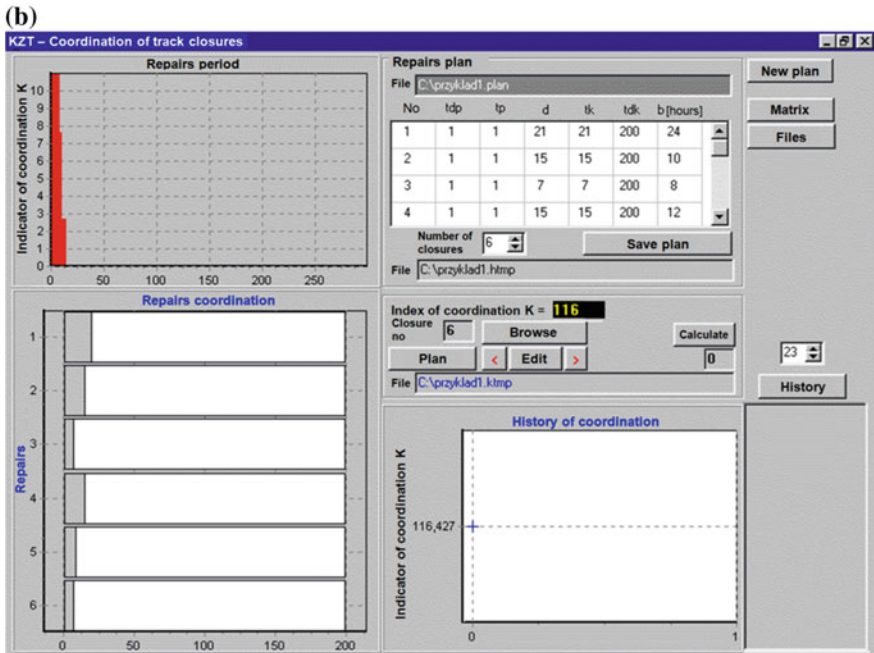 (b)
KZT – Coordination of track closures
Repairs period
Indicator of coordination K
10
9
8
7
6
5
4
3
2
1
0
0 50 100 150 200 250
Repairs plan
File C:\przyklad1.plan
No tdp tp d tk tdk b[hours]
1 1 1 21 21 200 24
2 1 1 15 15 200 10
3 1 1 7 7 200 8
4 1 1 15 15 200 12
Number of closures 6 Save plan
File C:\przyklad1.htmp
New plan
Matrix
Files
Repairs coordination
Repairs
1
2
3
4
5
6
0 50 100 150 200
Index of coordination K = 116
Closure no 6 Browse Calculate
Plan < Edit > 0
File C:\przyklad1.ktmp
23
History
History of coordination
Indicator of coordination K
116,427
0 1